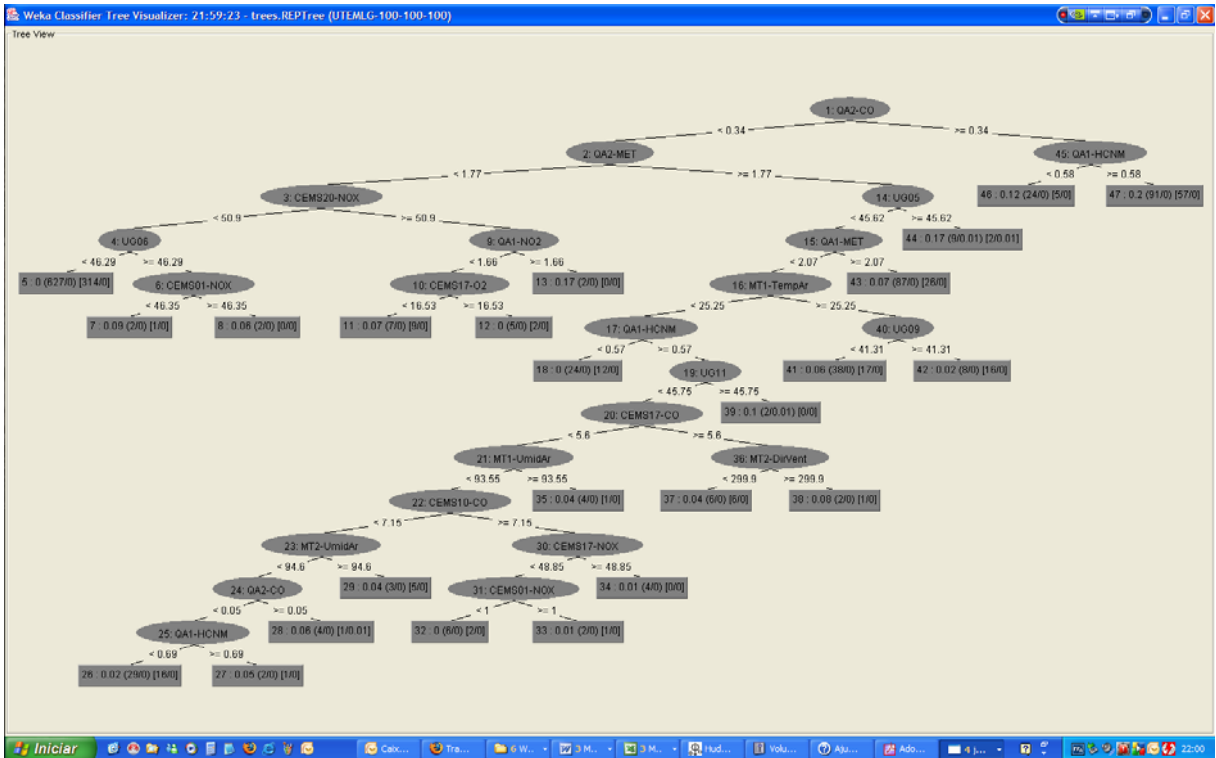 Weka Classifier Tree Visualizer: 21:59:23 - trees.REPTree (UTEMLG-100-100-100)
Tree View
1: QA2-CO
< 0.34 >= 0.34
2: QA2-MET 45: QA1-HCNM
< 1.77 >= 1.77 < 0.58 >= 0.58
3: CEMS20-NOX 14: UG05 46 : 0.12 (24/0) [5/0] 47 : 0.2 (91/0) [57/0]
< 50.9 >= 50.9 < 45.62 >= 45.62
4: UG06 9: QA1-NO2 15: QA1-MET 44 : 0.17 (9/0.01) [2/0.01]
< 46.29 >= 46.29 < 1.66 >= 1.66 < 2.07 >= 2.07
5 : 0 (627/0) [314/0] 6: CEMS01-NOX 10: CEMS17-O2 13 : 0.17 (2/0) [0/0] 16: MT1-TempAr 43 : 0.07 (87/0) [26/0]
< 46.35 >= 46.35 < 16.53 >= 16.53 < 25.25 >= 25.25
7 : 0.09 (2/0) [1/0] 8 : 0.06 (2/0) [0/0] 11 : 0.07 (7/0) [9/0] 12 : 0 (5/0) [2/0] 17: QA1-HCNM 40: UG09
< 0.57 >= 0.57 < 41.31 >= 41.31
18 : 0 (24/0) [12/0] 19: UG11 41 : 0.06 (38/0) [17/0] 42 : 0.02 (8/0) [16/0]
< 45.75 >= 45.75
20: CEMS17-CO 39 : 0.1 (2/0.01) [0/0]
< 5.6 >= 5.6
21: MT1-UmidAr 36: MT2-DirVent
< 93.55 >= 93.55 < 299.9 >= 299.9
22: CEMS10-CO 35 : 0.04 (4/0) [1/0] 37 : 0.04 (6/0) [6/0] 38 : 0.08 (2/0) [1/0]
< 7.15 >= 7.15
23: MT2-UmidAr 30: CEMS17-NOX
< 94.6 >= 94.6 < 48.85 >= 48.85
24: QA2-CO 29 : 0.04 (3/0) [5/0] 31: CEMS01-NOX 34 : 0.01 (4/0) [0/0]
< 0.05 >= 0.05 < 1 >= 1
25: QA1-HCNM 28 : 0.06 (4/0) [1/0.01] 32 : 0 (6/0) [2/0] 33 : 0.01 (2/0) [1/0]
< 0.69 >= 0.69
26 : 0.02 (29/0) [16/0] 27 : 0.05 (2/0) [1/0]
Iniciar Caix... Tra... 6 W... 3 M... 3 M... Hud... Volu... Aju... Ado... 4 j... 22:00